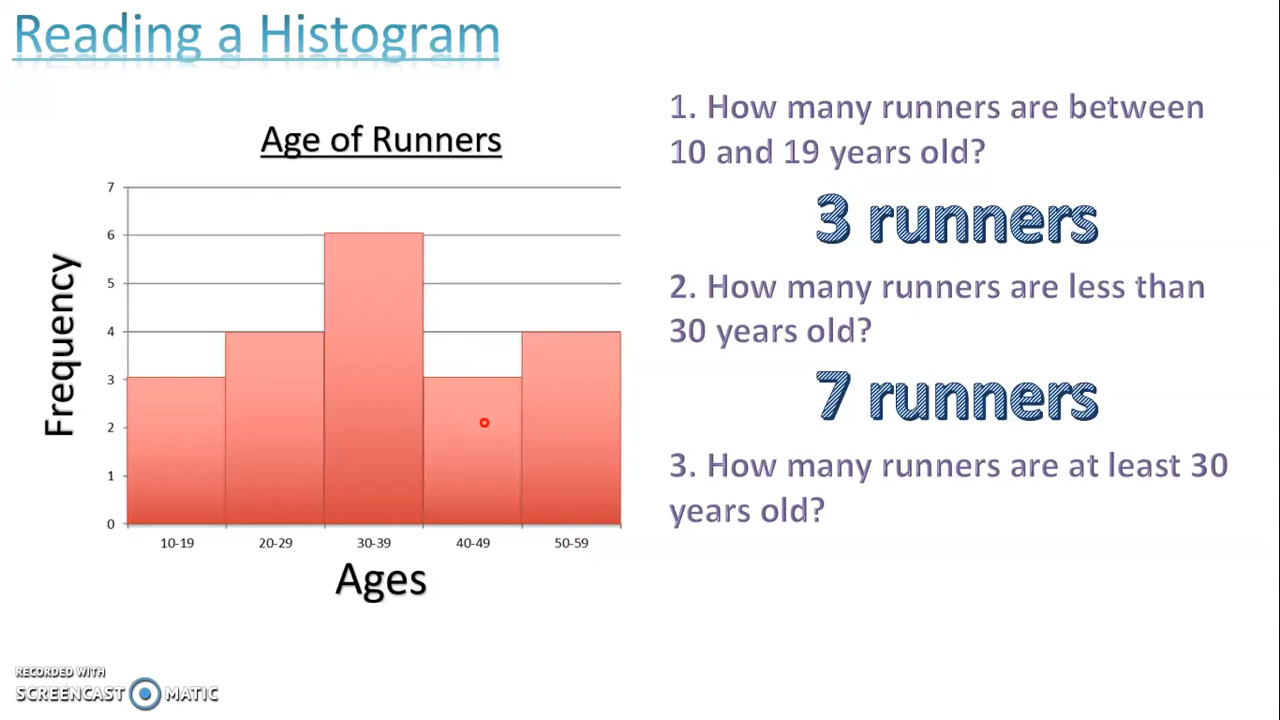 Reading a Histogram
Age of Runners
7
6
5
4
3
2
1
0
Frequency
10-19 20-29 30-39 40-49 50-59
Ages
1. How many runners are between
10 and 19 years old?
3 runners
2. How many runners are less than
30 years old?
7 runners
3. How many runners are at least 30
years old?
RECORDED WITH
SCREENCAST MATIC